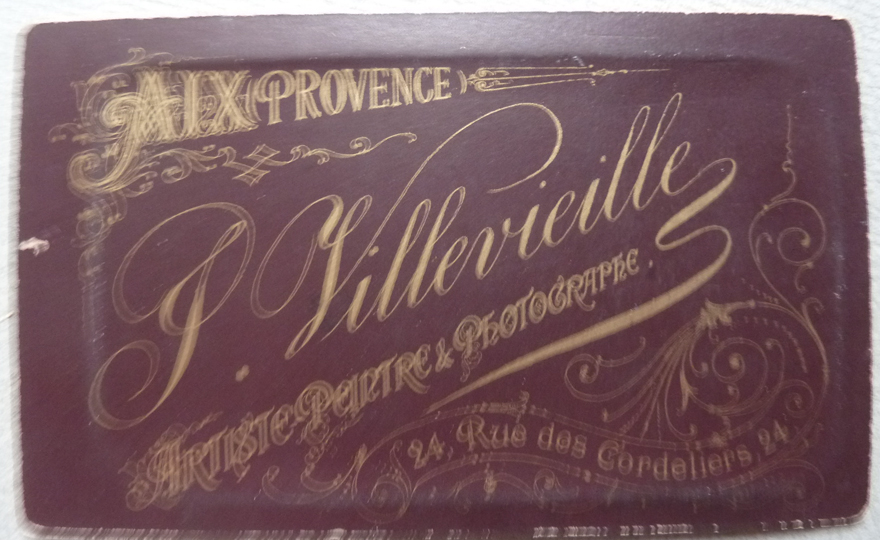 AIX (PROVENCE)
J. Villevieille
ARTISTE PEINTRE & PHOTOGRAPHE.
24, Rue des Cordeliers, 24